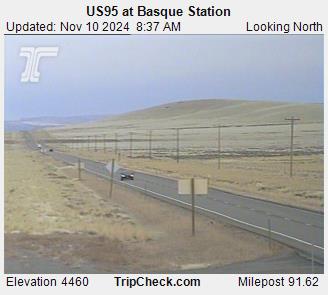 US95 at Basque Station
Updated: Nov 10 2024 8:37 AM Looking North
Elevation 4460 TripCheck.com Milepost 91.62